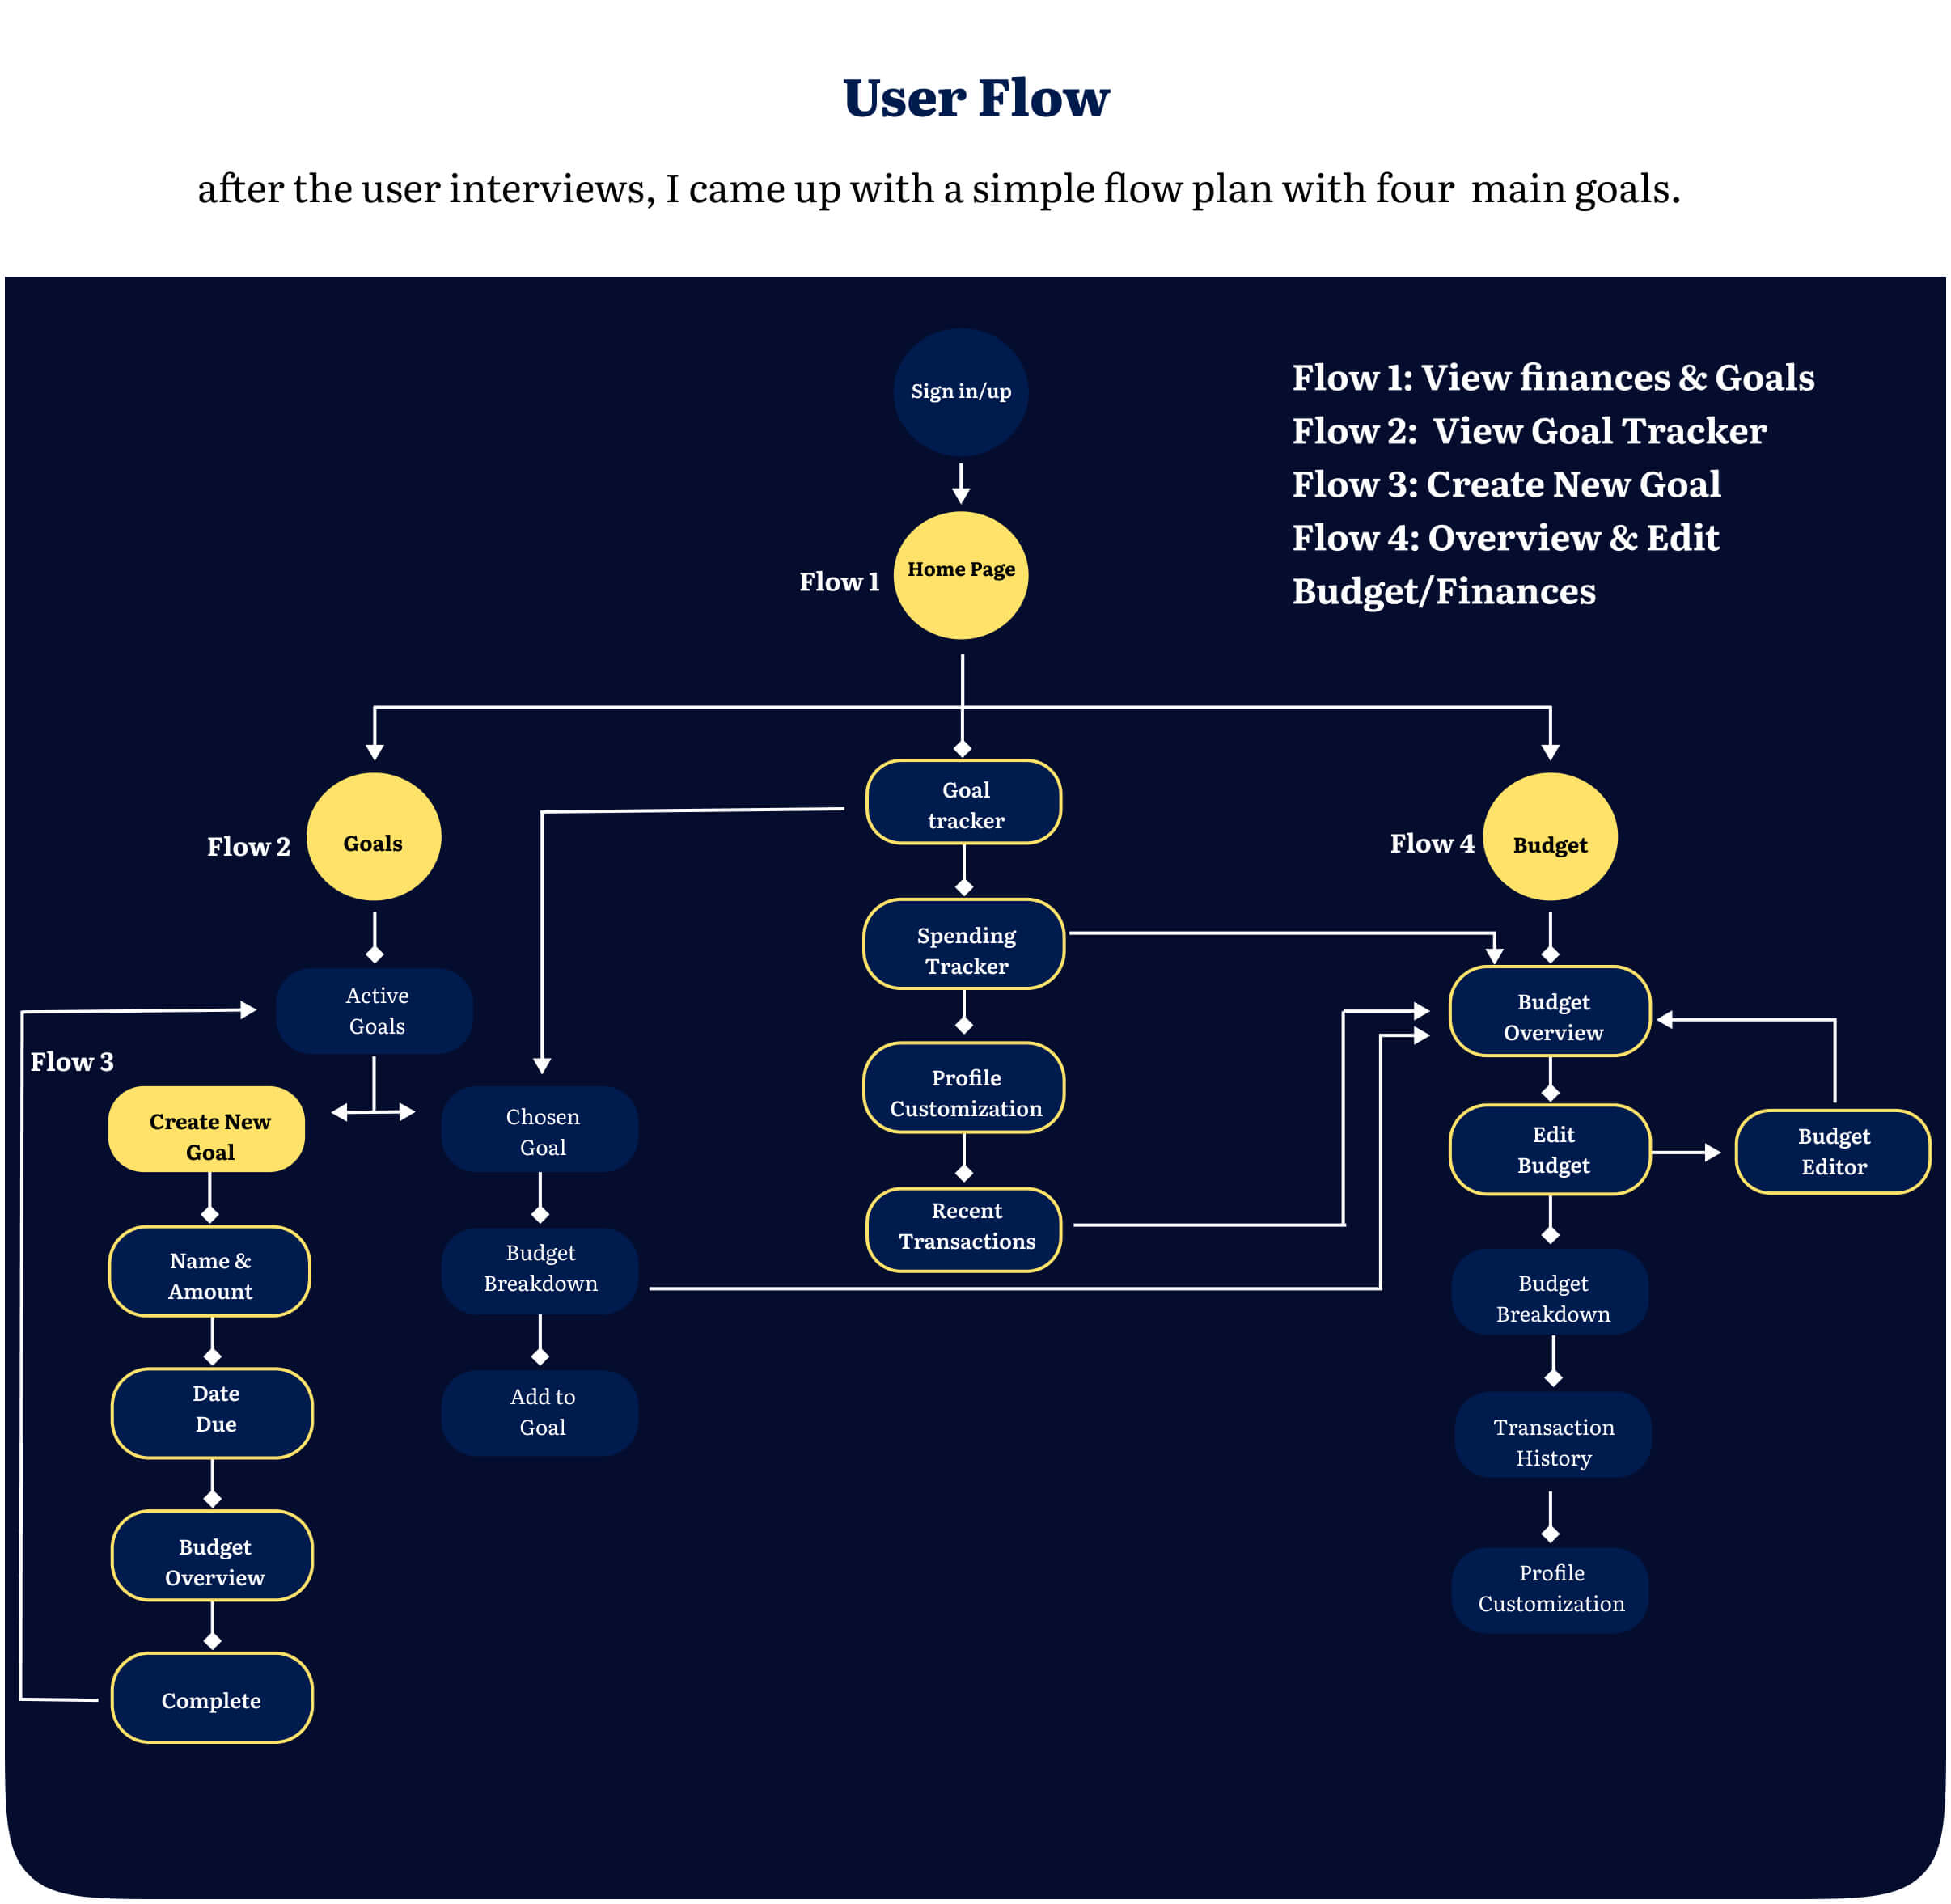 User Flow
after the user interviews, I came up with a simple flow plan with four  main goals.
Sign in/up
Flow 1: View finances & Goals
Flow 2:  View Goal Tracker
Flow 3: Create New Goal
Flow 4: Overview & Edit
Budget/Finances
Flow 1
Home Page
Flow 2
Goals
Active
Goals
Flow 3
Create New
Goal
Name &
Amount
Date
Due
Budget
Overview
Complete
Chosen
Goal
Budget
Breakdown
Add to
Goal
Goal
tracker
Spending
Tracker
Profile
Customization
Recent
Transactions
Flow 4
Budget
Budget
Overview
Edit
Budget
Budget
Editor
Budget
Breakdown
Transaction
History
Profile
Customization